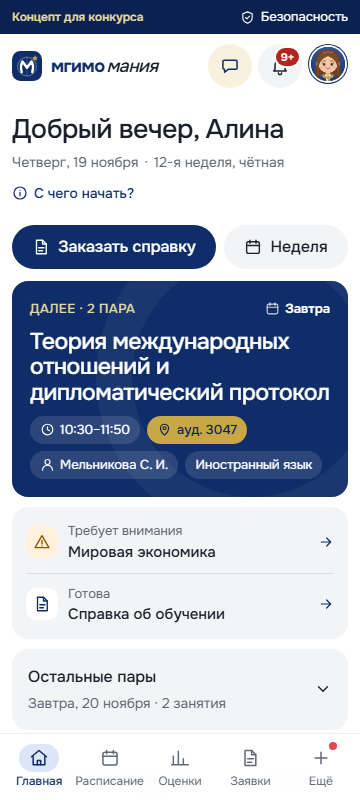 Концепт для конкурса
Безопасность
мгимо мания
9+
Добрый вечер, Алина
Четверг, 19 ноября · 12-я неделя, чётная
С чего начать?
Заказать справку
Неделя
ДАЛЕЕ · 2 ПАРА
Завтра
Теория международных
отношений и
дипломатический протокол
10:30–11:50
ауд. 3047
Мельникова С. И.
Иностранный язык
Требует внимания
Мировая экономика
Готова
Справка об обучении
Остальные пары
Завтра, 20 ноября · 2 занятия
Главная
Расписание
Оценки
Заявки
Ещё